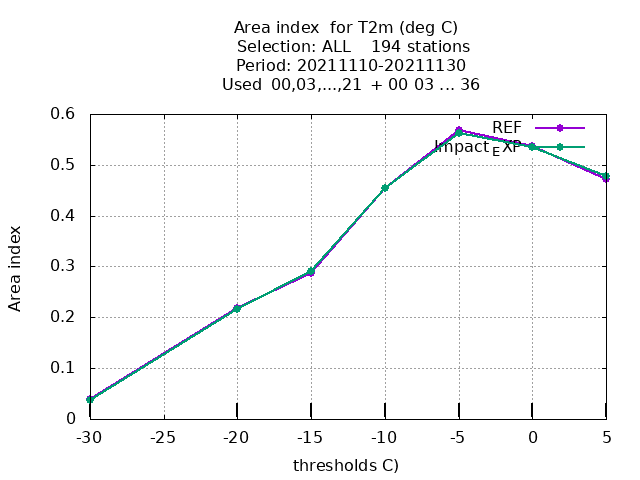 Area index  for T2m (deg C)
Selection: ALL    194 stations
Period: 20211110-20211130
Used  00,03,...,21  + 00 03 ... 36
REF
Impact_EXP
0.6
0.5
0.4
0.3
0.2
0.1
0
Area index
-30
-25
-20
-15
-10
-5
0
5
thresholds C)